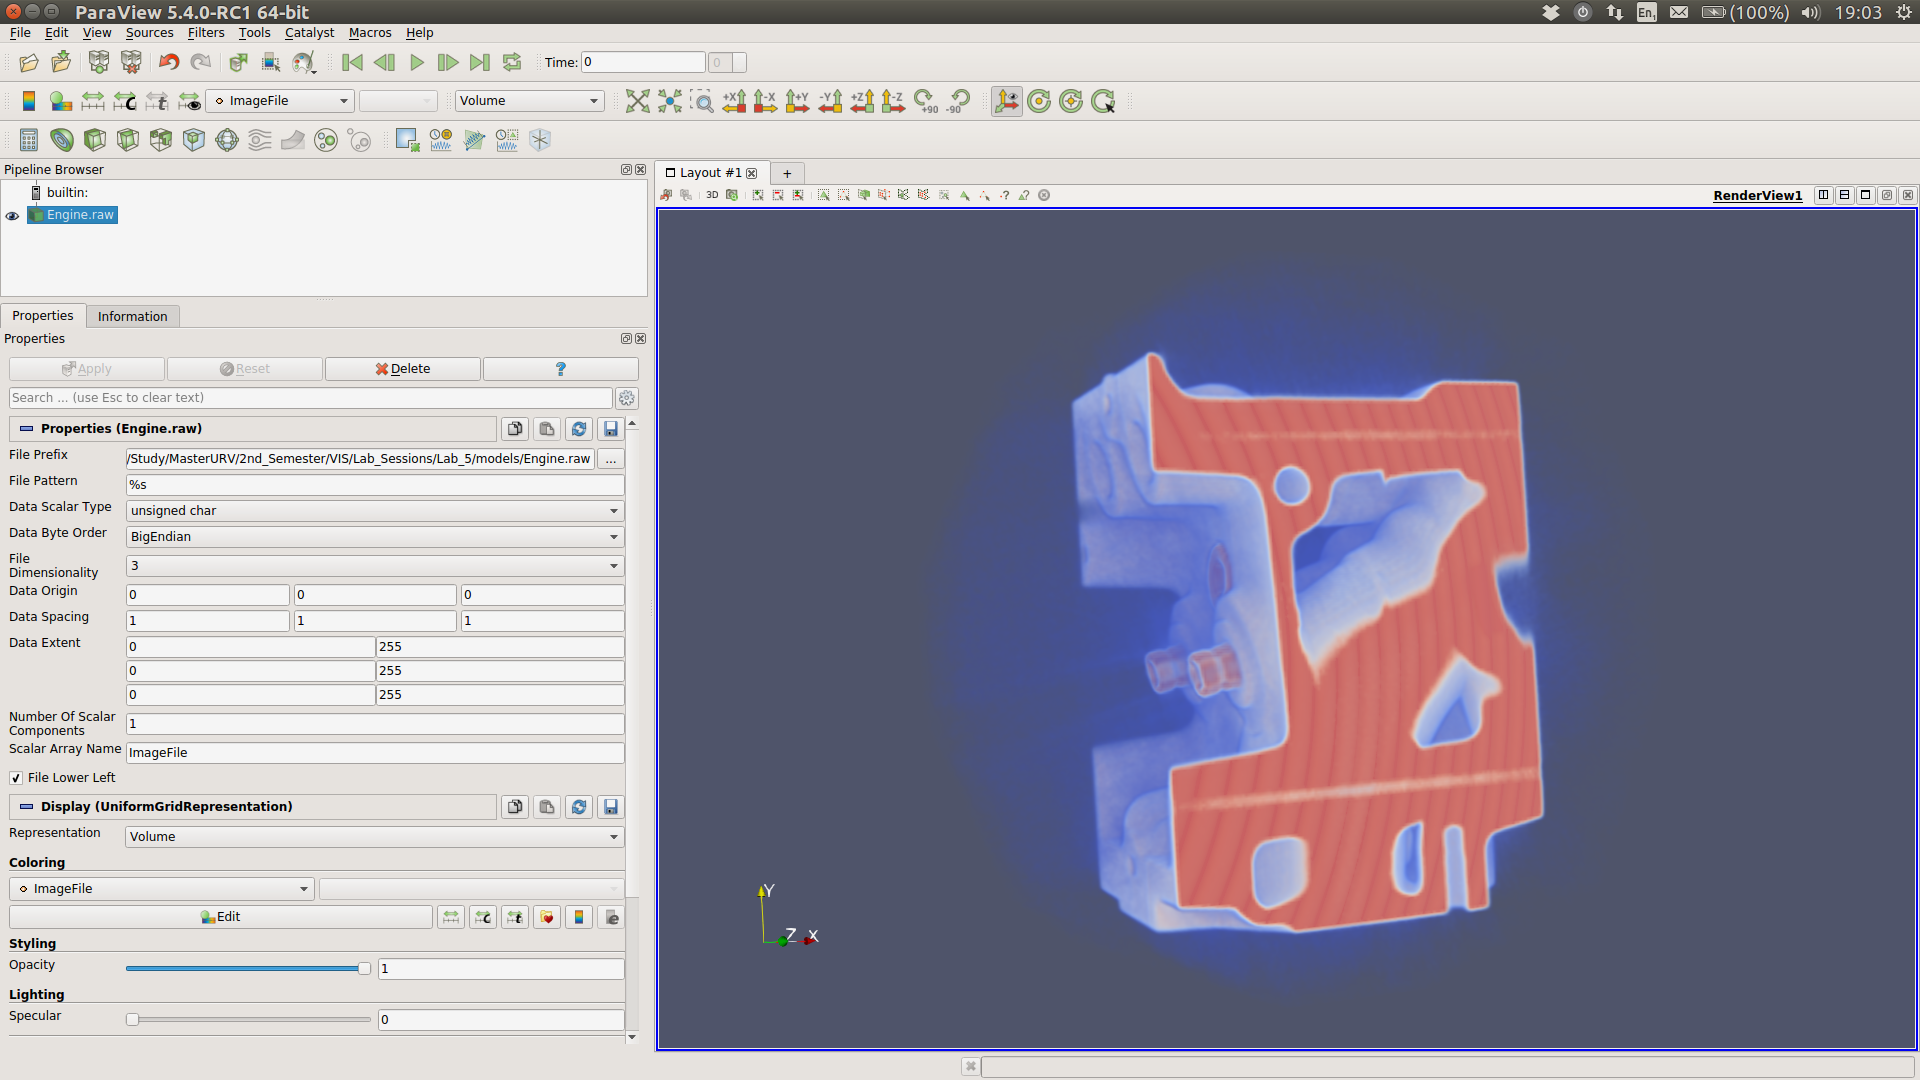 ParaView 5.4.0-RC1 64-bit
En1 (100%) 19:03
File Edit View Sources Filters Tools Catalyst Macros Help
Time: 0 0
ImageFile Volume +X -X +Y -Y +Z -Z +90 -90
Pipeline Browser
builtin:
Engine.raw
Properties Information
Properties
Apply Reset Delete ?
Search ... (use Esc to clear text)
Properties (Engine.raw)
File Prefix /Study/MasterURV/2nd_Semester/VIS/Lab_Sessions/Lab_5/models/Engine.raw ...
File Pattern %s
Data Scalar Type unsigned char
Data Byte Order BigEndian
File Dimensionality 3
Data Origin 0 0 0
Data Spacing 1 1 1
Data Extent 0 255
0 255
0 255
Number Of Scalar Components 1
Scalar Array Name ImageFile
File Lower Left
Display (UniformGridRepresentation)
Representation Volume
Coloring
ImageFile
Edit
Styling
Opacity 1
Lighting
Specular 0
Layout #1 +
3D RenderView1
Y
Z X